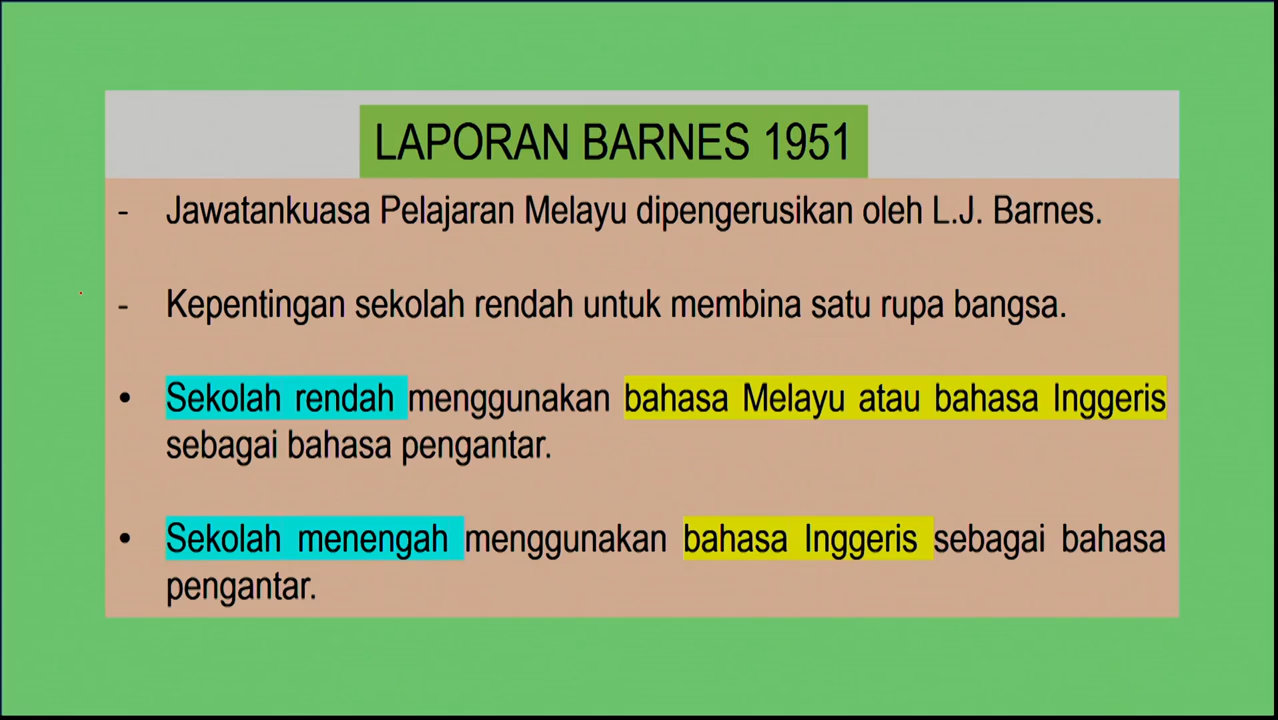 LAPORAN BARNES 1951
- Jawatankuasa Pelajaran Melayu dipengerusikan oleh L.J. Barnes.
- Kepentingan sekolah rendah untuk membina satu rupa bangsa.
• Sekolah rendah menggunakan bahasa Melayu atau bahasa Inggeris
sebagai bahasa pengantar.
• Sekolah menengah menggunakan bahasa Inggeris sebagai bahasa
pengantar.